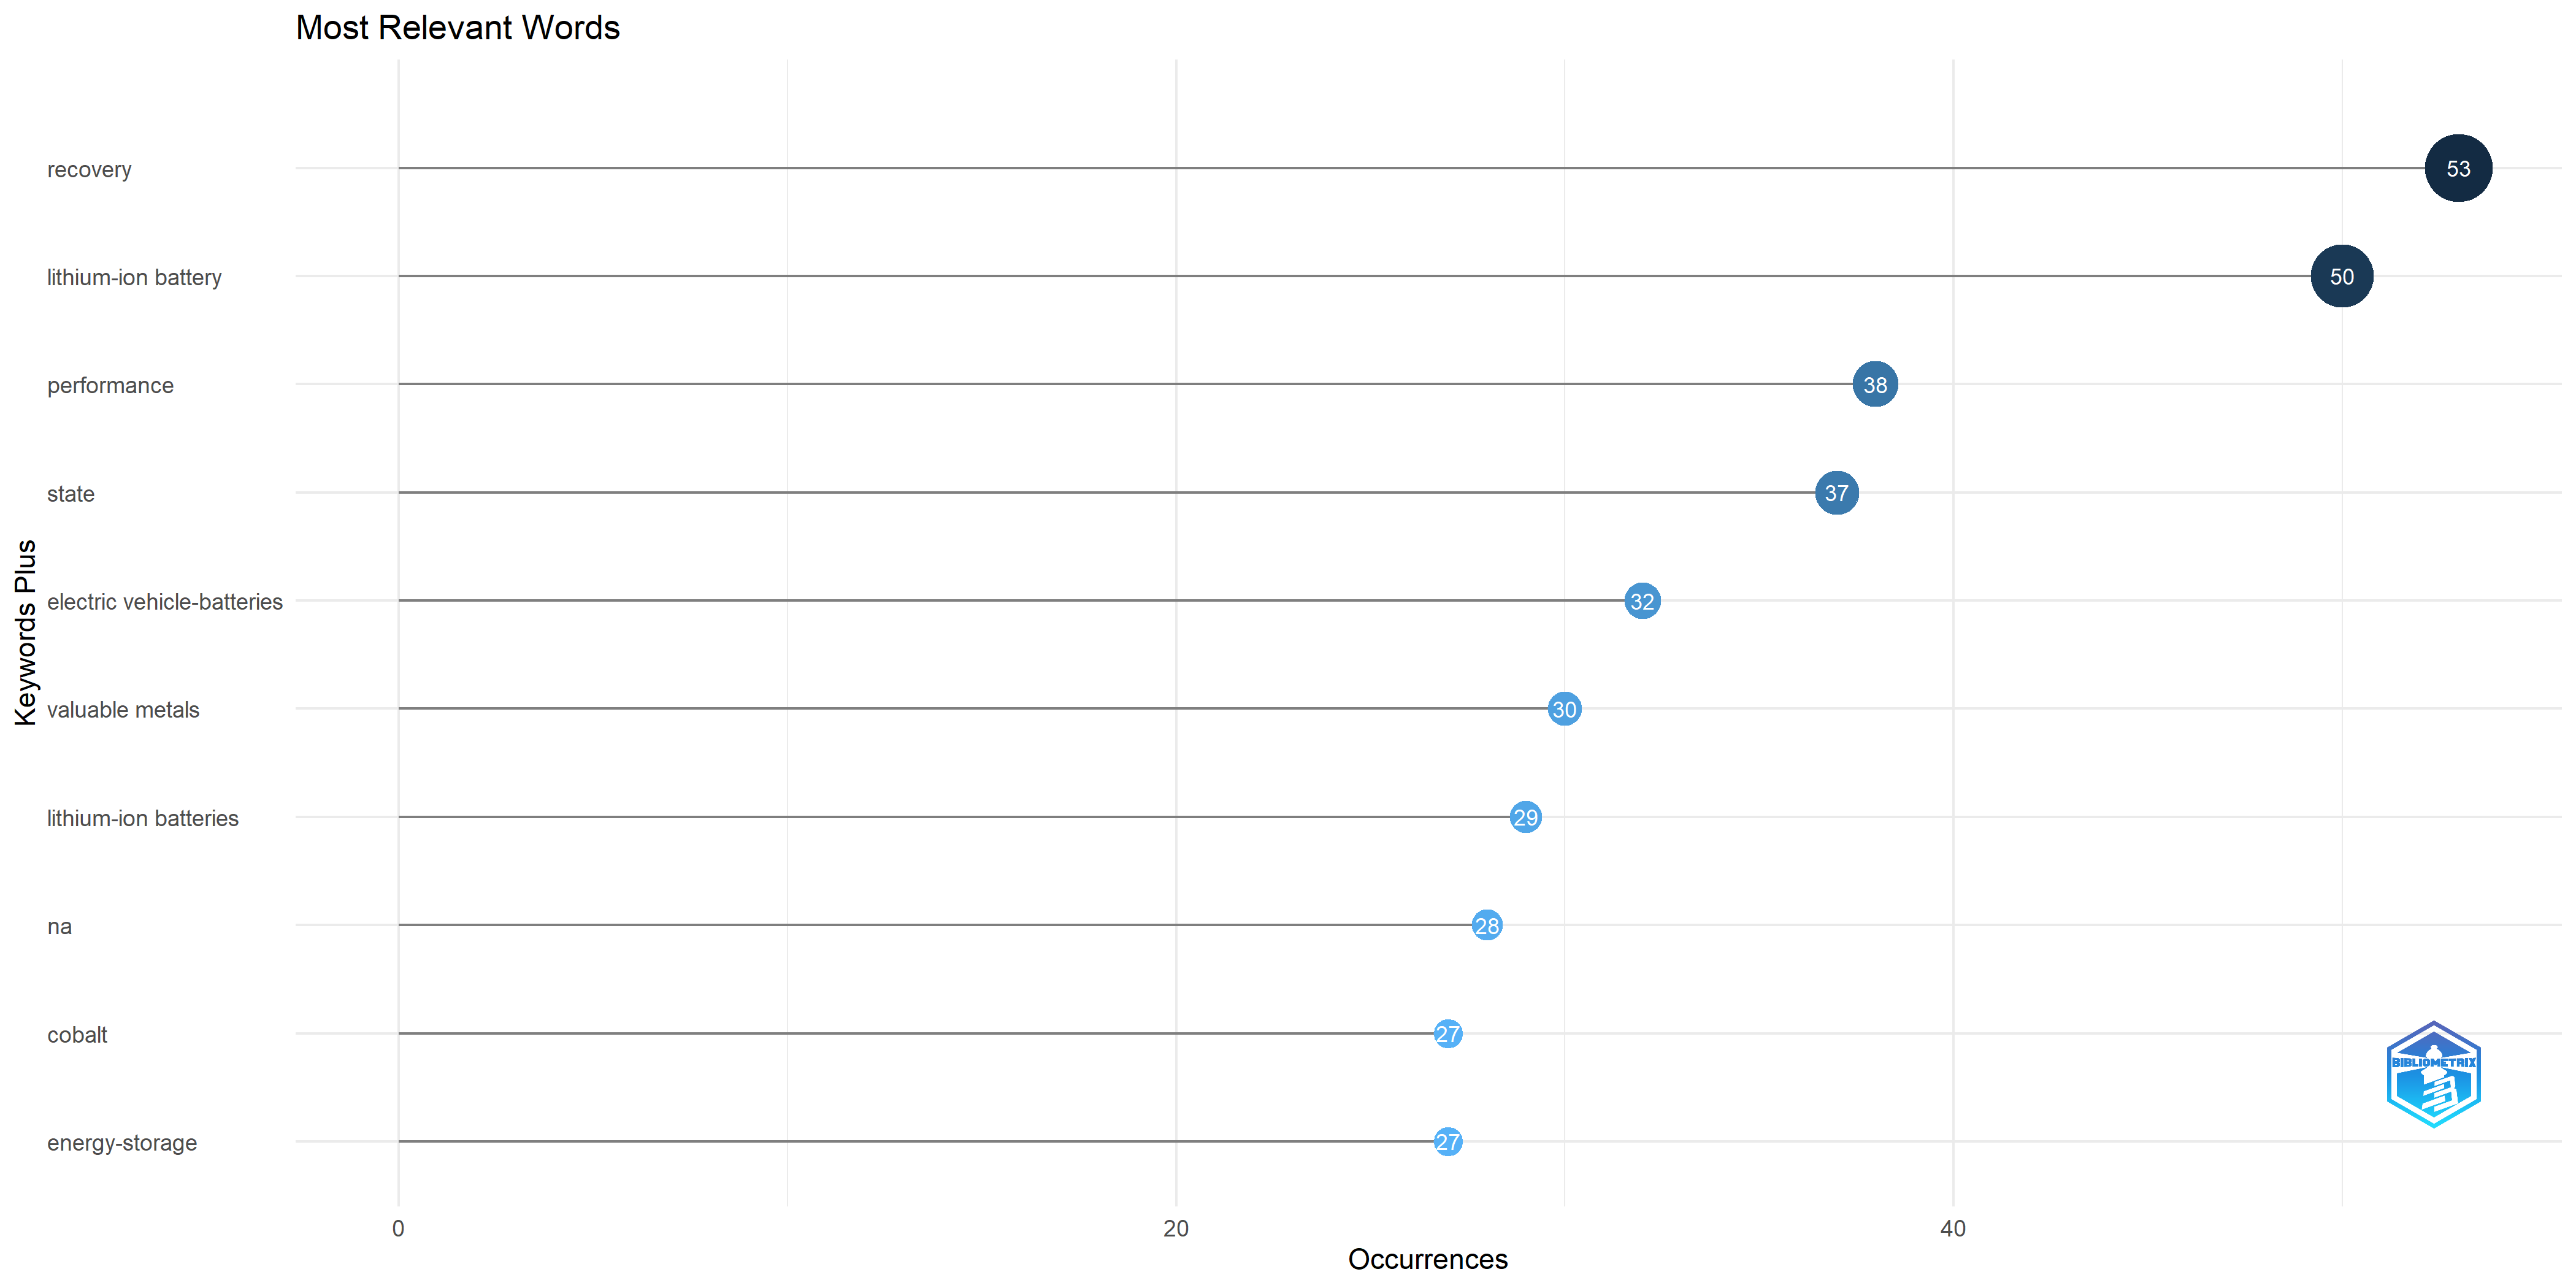 Most Relevant Words
Keywords Plus
recovery 53
lithium-ion battery 50
performance 38
state 37
electric vehicle-batteries 32
valuable metals 30
lithium-ion batteries 29
na 28
cobalt 27
energy-storage 27
BIBLIOMETRIX
0 20 40
Occurrences